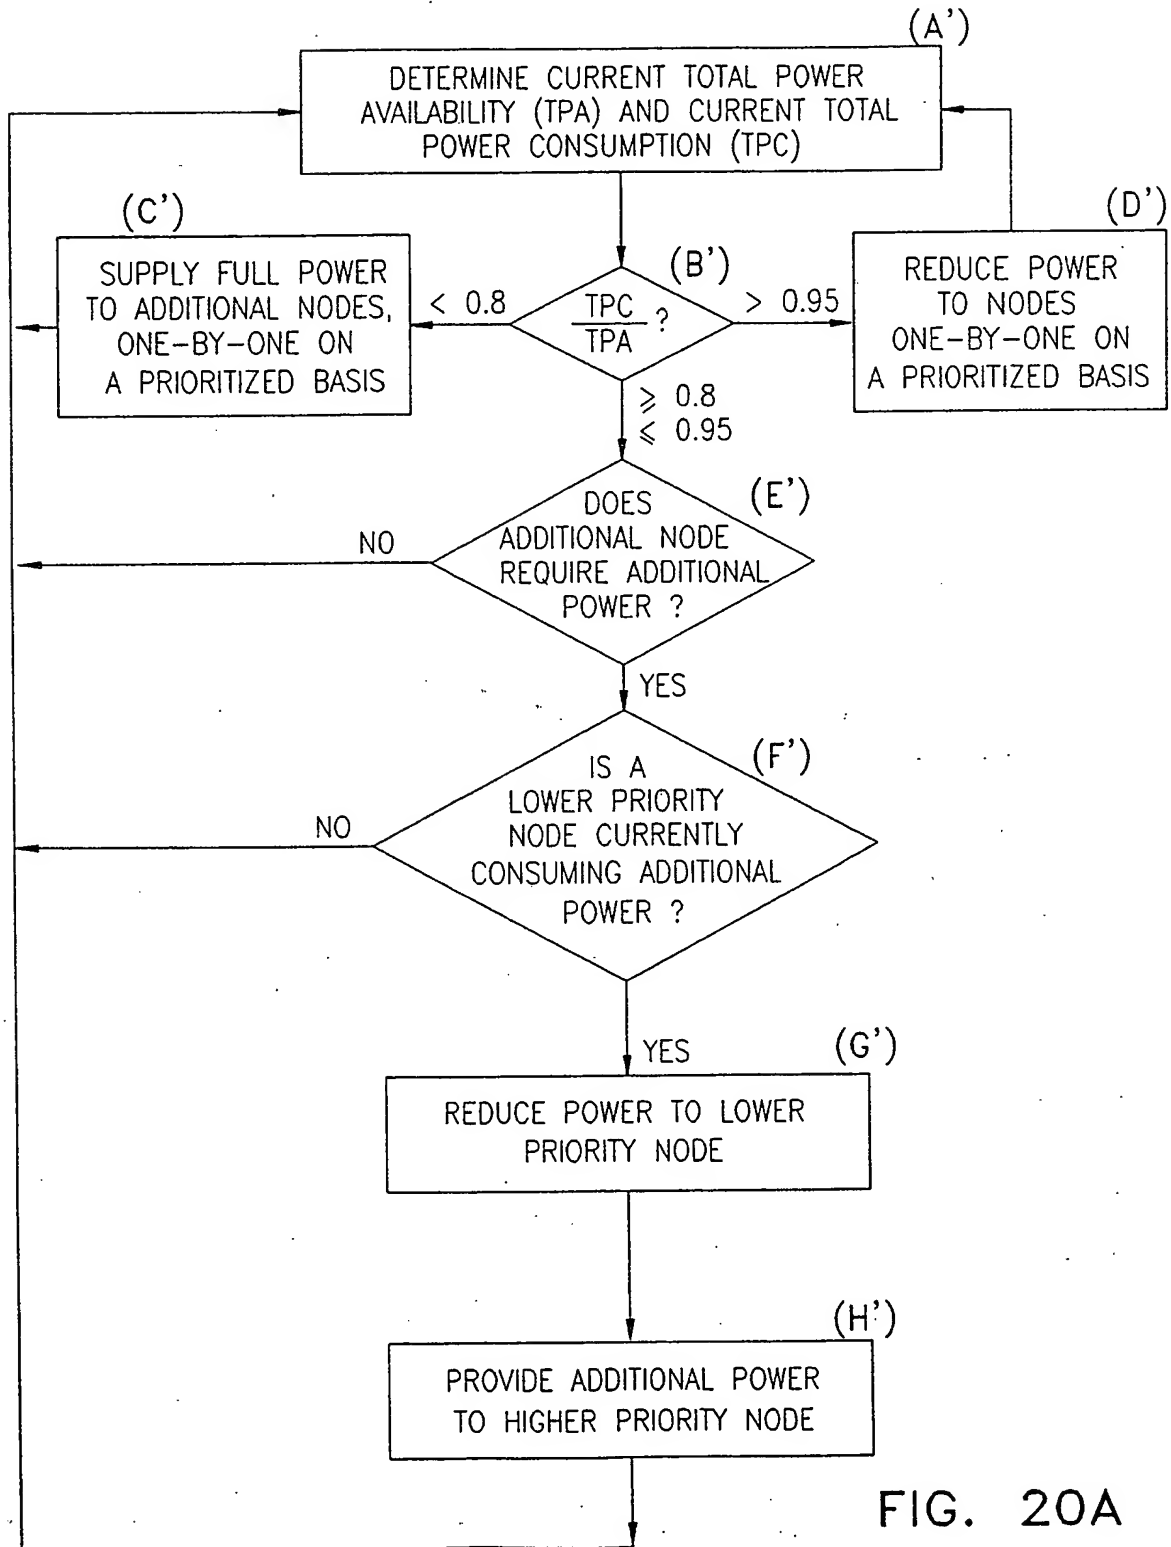 (A')
DETERMINE CURRENT TOTAL POWER
AVAILABILITY (TPA) AND CURRENT TOTAL
POWER CONSUMPTION (TPC)
(C')
SUPPLY FULL POWER
TO ADDITIONAL NODES,
ONE-BY-ONE ON
A PRIORITIZED BASIS
< 0.8
(B')
TPC
TPA
?
> 0.95
(D')
REDUCE POWER
TO NODES
ONE-BY-ONE ON
A PRIORITIZED BASIS
⩾ 0.8
⩽ 0.95
(E')
DOES
ADDITIONAL NODE
REQUIRE ADDITIONAL
POWER ?
NO
YES
(F')
IS A
LOWER PRIORITY
NODE CURRENTLY
CONSUMING ADDITIONAL
POWER ?
NO
YES
(G')
REDUCE POWER TO LOWER
PRIORITY NODE
(H')
PROVIDE ADDITIONAL POWER
TO HIGHER PRIORITY NODE
FIG. 20A